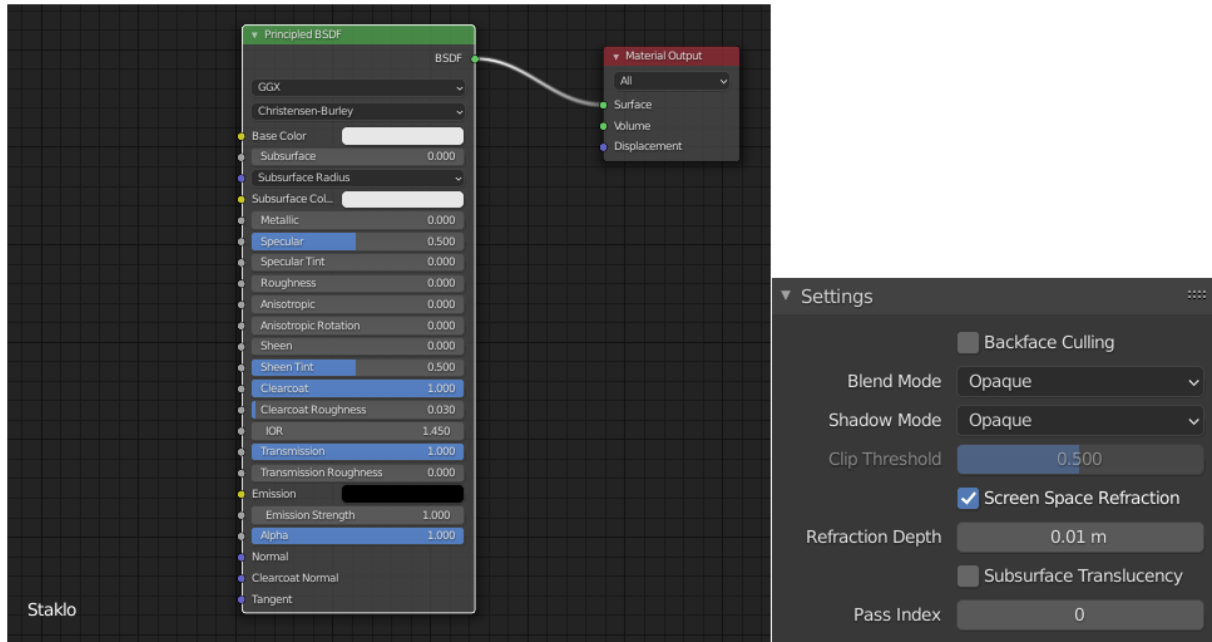 Principled BSDF
BSDF
GGX
Christensen-Burley
Base Color
Subsurface 0.000
Subsurface Radius
Subsurface Col...
Metallic 0.000
Specular 0.500
Specular Tint 0.000
Roughness 0.000
Anisotropic 0.000
Anisotropic Rotation 0.000
Sheen 0.000
Sheen Tint 0.500
Clearcoat 1.000
Clearcoat Roughness 0.030
IOR 1.450
Transmission 1.000
Transmission Roughness 0.000
Emission
Emission Strength 1.000
Alpha 1.000
Normal
Clearcoat Normal
Tangent
Staklo
Material Output
All
Surface
Volume
Displacement
Settings
Backface Culling
Blend Mode Opaque
Shadow Mode Opaque
Clip Threshold 0.500
Screen Space Refraction
Refraction Depth 0.01 m
Subsurface Translucency
Pass Index 0